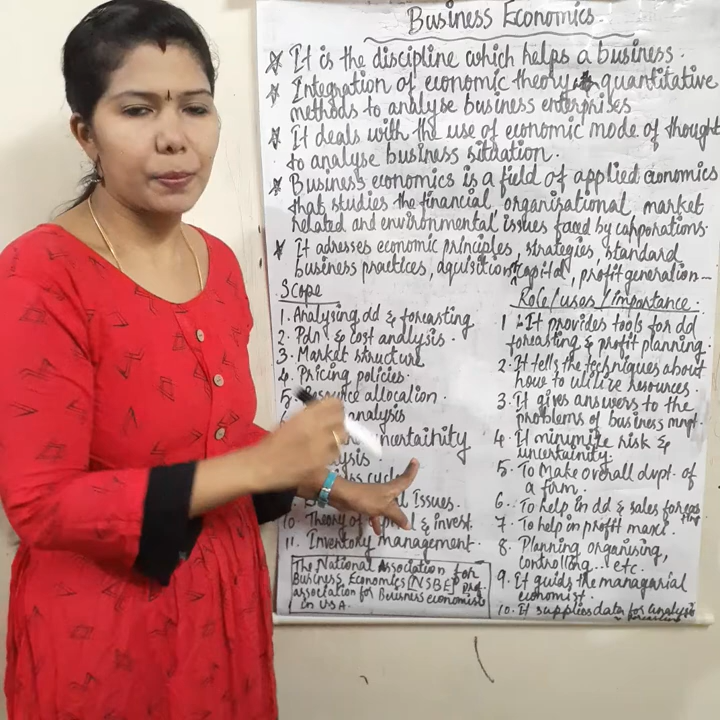 Business Economics.
It is the discipline which helps a business.
Integration of economic theory quantitative
methods to analyse business enterprises
It deals with the use of economic mode of thought
to analyse business situation.
Business economics is a field of applied economics
that studies the financial, organisational, market
related and environmental issues faced by corporations.
It adresses economic principles, strategies, standard
business practices, aquisition capital, profit generation
Scope
1. Analysing dd & forcasting
2. Pdn & cost analysis.
3. Market structure
4. Pricing policies.
5. Resource allocation.
analysis
uncertainity
Issues.
10. Theory of & invest.
11. Inventory management.
The National Association for
Business Economics [NSBE]
association for Business economist
in USA.
Role/uses/importance.
1. It provides tools for dd
forcasting & profit planning.
2. It tells the techniques about
how to utilize resources.
3. It gives answers to the
problems of business mngt.
4. It minimize risk &
uncertainity.
5. To Make overall dvpt. of
a firm.
6. To help in dd & sales forcasting
7. To help in profit maxi.
8. Planning, organising,
controlling... etc.
9. It guids the managarial
economist.
10. It supplies data for analysis